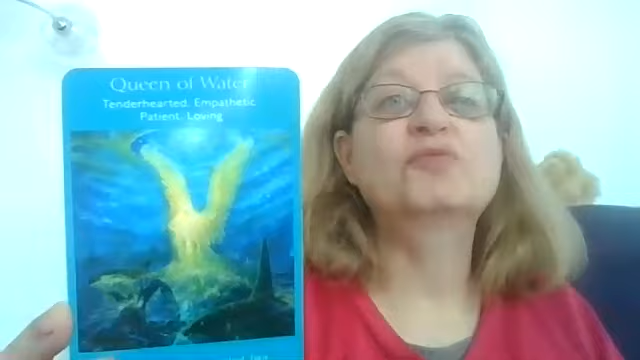 Queen of Water
Tenderhearted, Empathetic
Patient, Loving